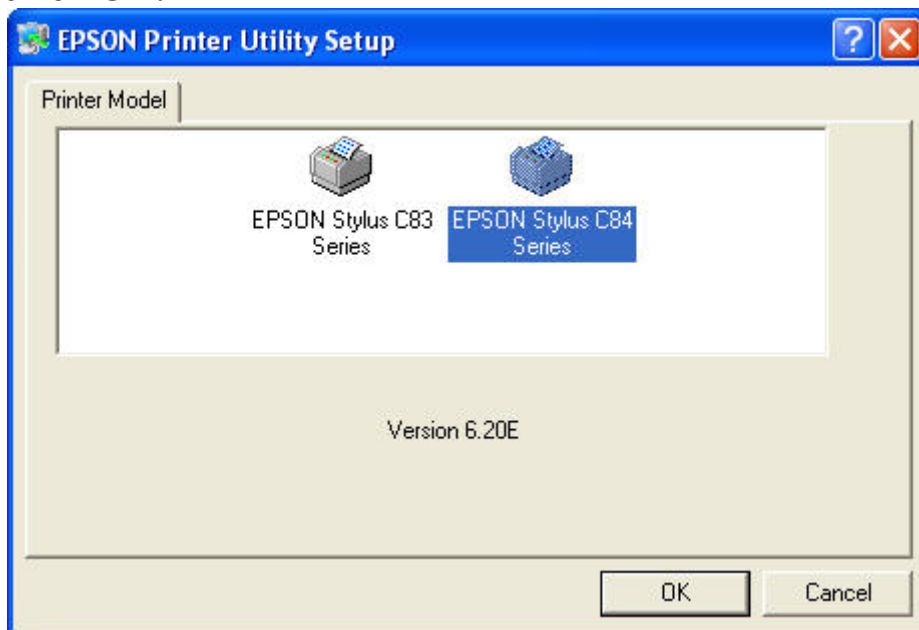 EPSON Printer Utility Setup
Printer Model
EPSON Stylus C83
Series
EPSON Stylus C84
Series
Version 6.20E
OK
Cancel